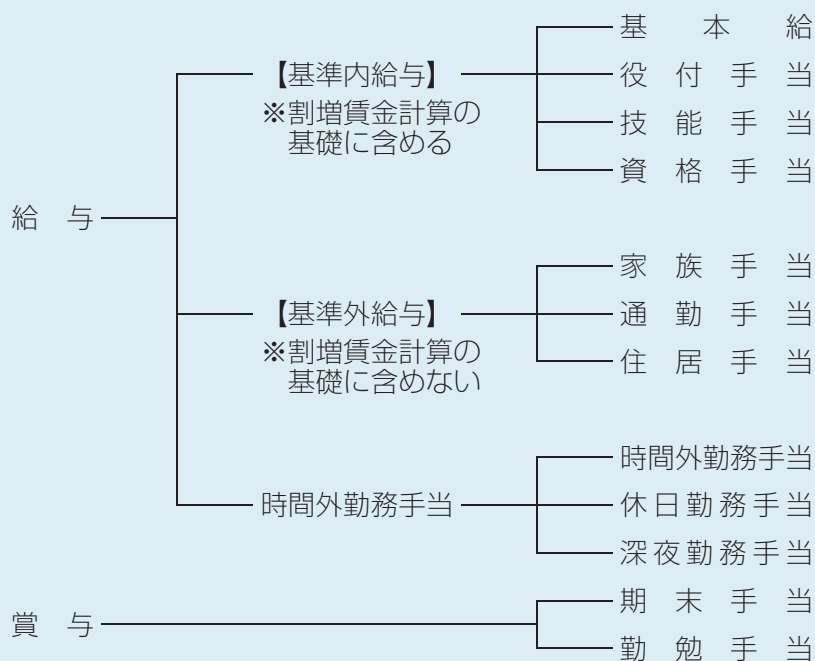 給与
【基準内給与】
※割増賃金計算の
基礎に含める
基本給
役付手当
技能手当
資格手当
【基準外給与】
※割増賃金計算の
基礎に含めない
家族手当
通勤手当
住居手当
時間外勤務手当
時間外勤務手当
休日勤務手当
深夜勤務手当
賞与
期末手当
勤勉手当